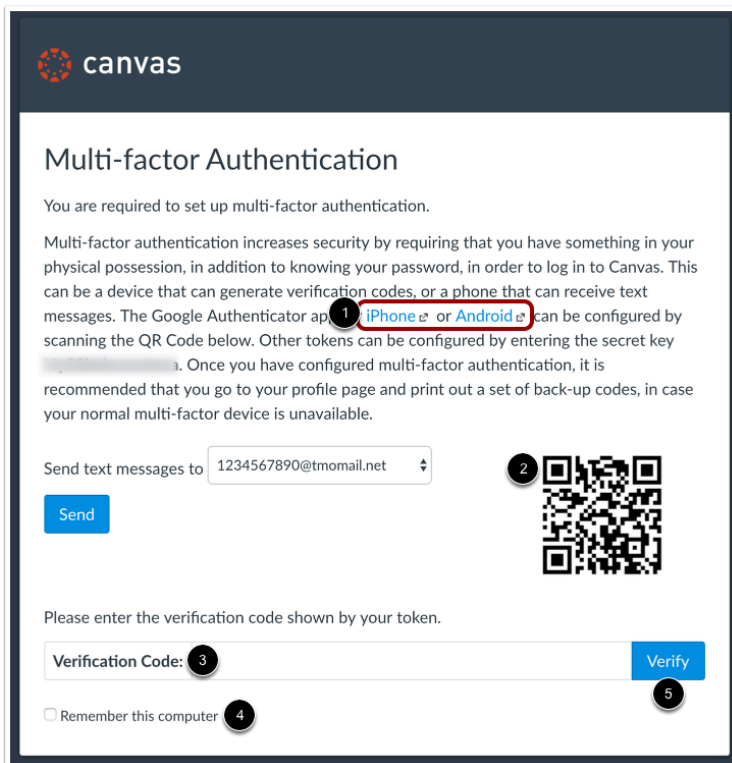 canvas
Multi-factor Authentication
You are required to set up multi-factor authentication.
Multi-factor authentication increases security by requiring that you have something in your
physical possession, in addition to knowing your password, in order to log in to Canvas. This
can be a device that can generate verification codes, or a phone that can receive text
messages. The Google Authenticator ap 1 iPhone or Android can be configured by
scanning the QR Code below. Other tokens can be configured by entering the secret key
. Once you have configured multi-factor authentication, it is
recommended that you go to your profile page and print out a set of back-up codes, in case
your normal multi-factor device is unavailable.
Send text messages to 1234567890@tmomail.net
2
Send
Please enter the verification code shown by your token.
Verification Code: 3 Verify
5
Remember this computer 4